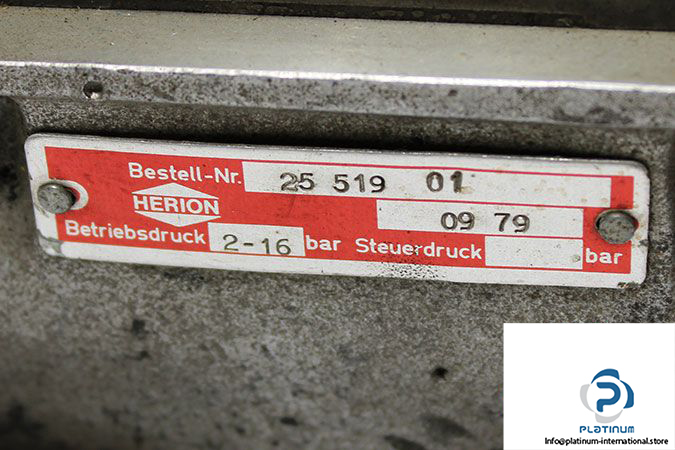 Bestell-Nr. 25 519 01
HERION
09 79
Betriebsdruck 2-16 bar Steuerdruck bar
PLATINUM
Info@platinum-international.store